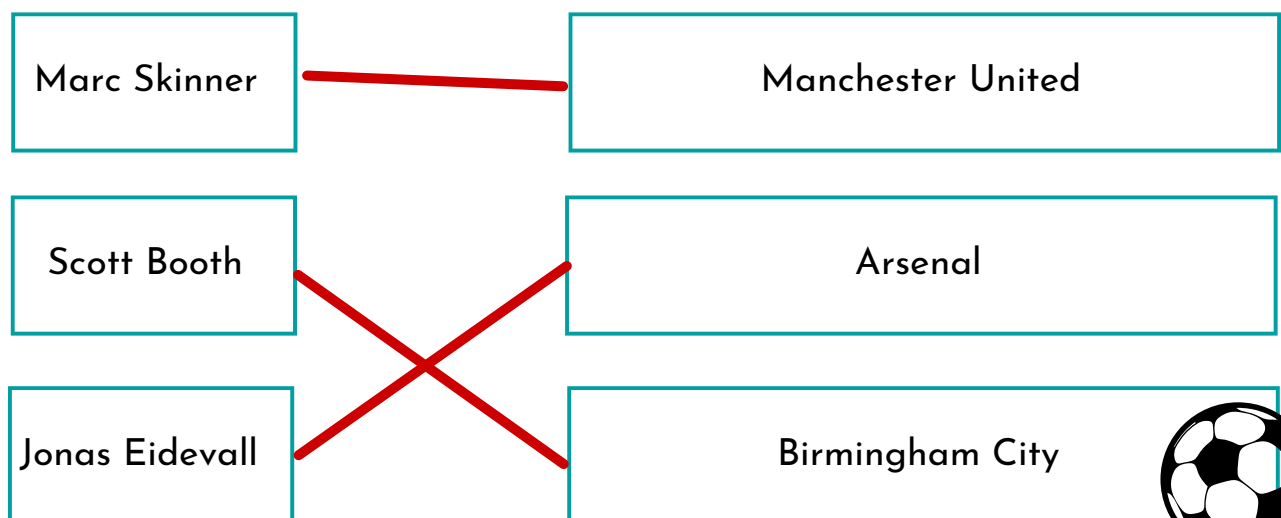 Marc Skinner
Manchester United
Scott Booth
Arsenal
Jonas Eidevall
Birmingham City